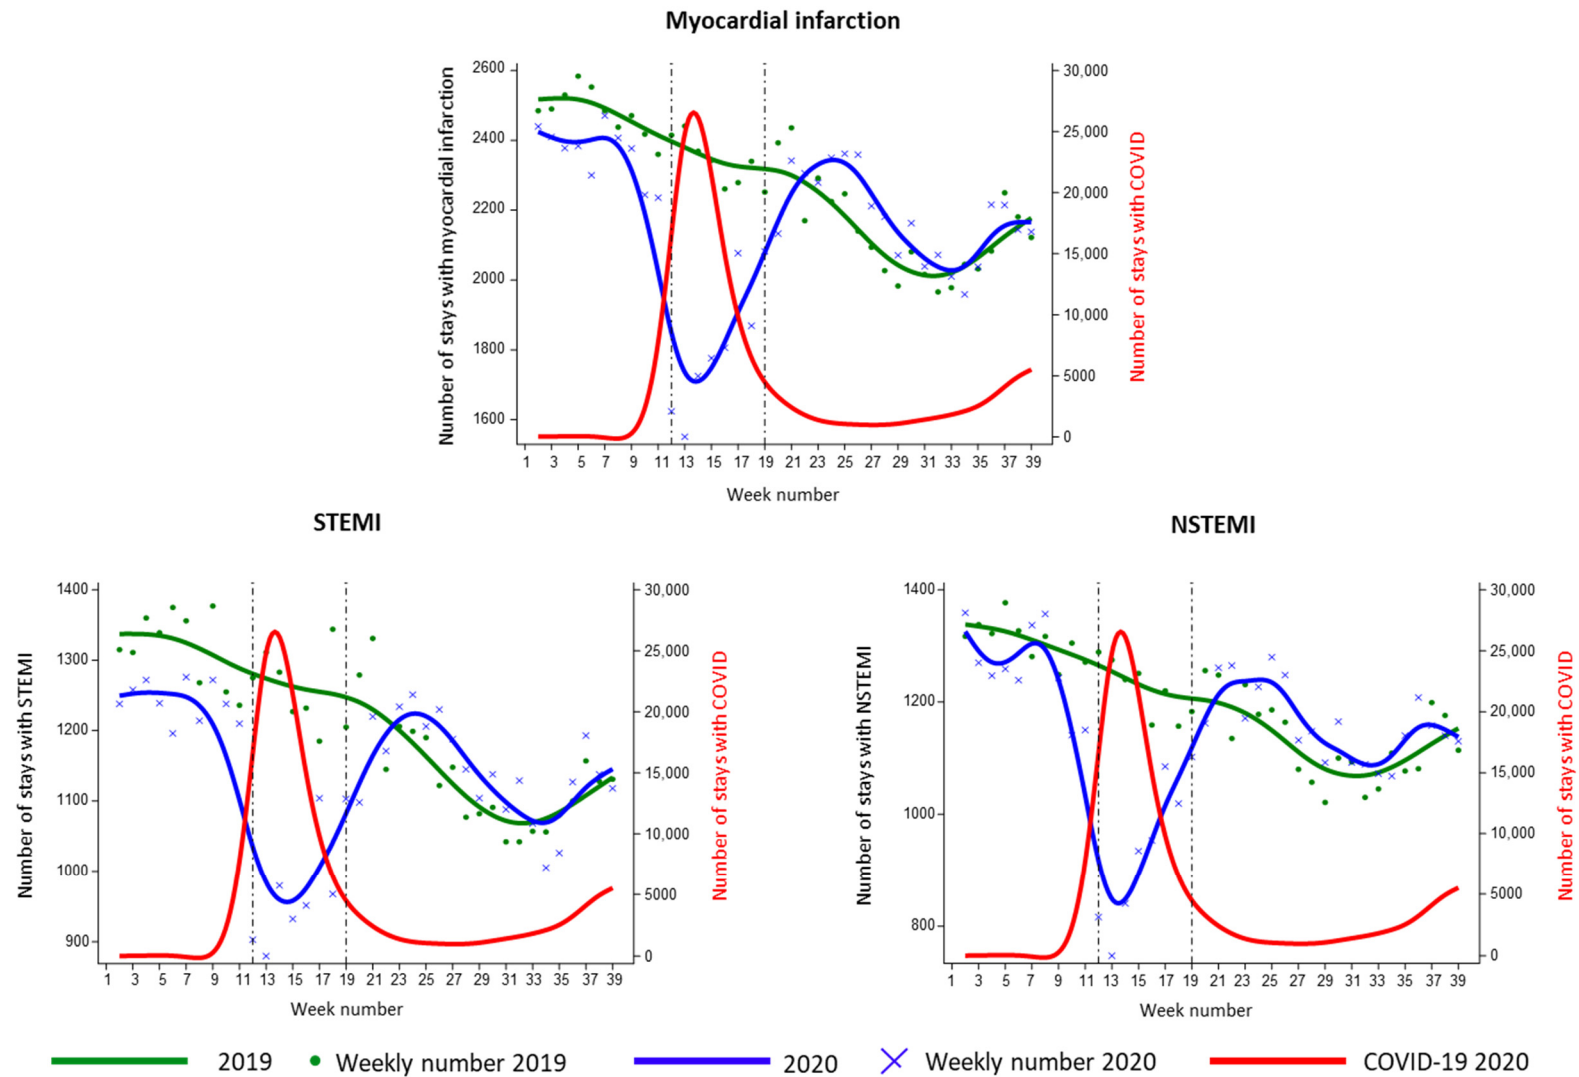 Myocardial infarction
Number of stays with myocardial infarction
2600
2400
2200
2000
1800
1600
30,000
25,000
20,000
15,000
10,000
5000
0
Number of stays with COVID
1 3 5 7 9 11 13 15 17 19 21 23 25 27 29 31 33 35 37 39
Week number
STEMI
Number of stays with STEMI
1400
1300
1200
1100
1000
900
30,000
25,000
20,000
15,000
10,000
5000
0
Number of stays with COVID
1 3 5 7 9 11 13 15 17 19 21 23 25 27 29 31 33 35 37 39
Week number
NSTEMI
Number of stays with NSTEMI
1400
1200
1000
800
30,000
25,000
20,000
15,000
10,000
5000
0
Number of stays with COVID
1 3 5 7 9 11 13 15 17 19 21 23 25 27 29 31 33 35 37 39
Week number
2019 Weekly number 2019 2020 Weekly number 2020 COVID-19 2020